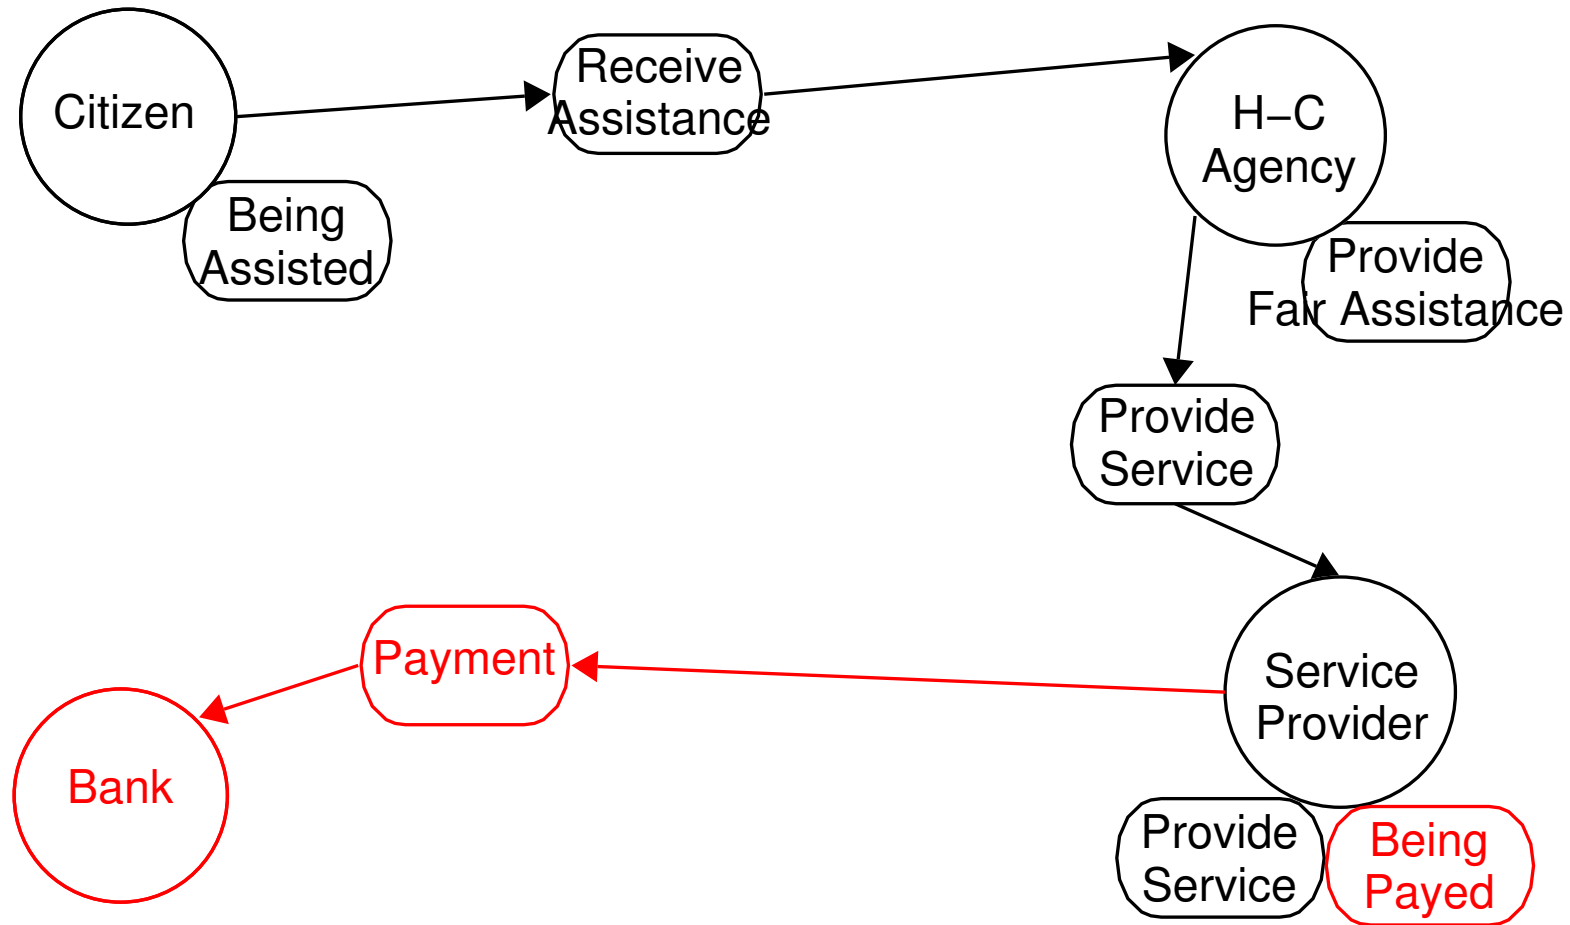 Citizen
Being
Assisted
Receive
Assistance
H−C
Agency
Provide
Fair Assistance
Provide
Service
Service
Provider
Provide
Service
Being
Payed
Payment
Bank